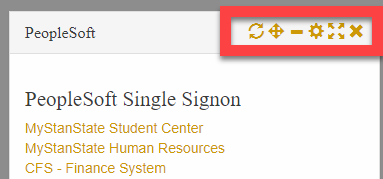 PeopleSoft
PeopleSoft Single Signon
MyStanState Student Center
MyStanState Human Resources
CFS - Finance System